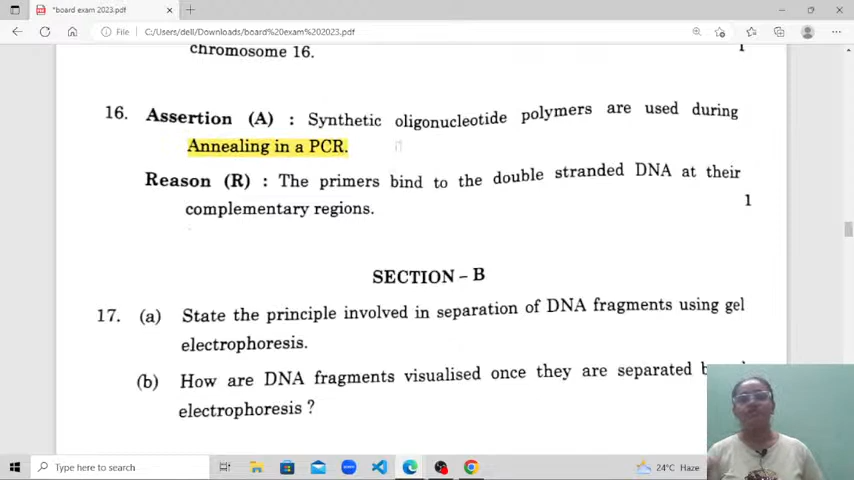 *board exam 2023.pdf
File
C:/Users/dell/Downloads/board%20exam%202023.pdf
chromosome 16.
1
16. Assertion (A) : Synthetic oligonucleotide polymers are used during
Annealing in a PCR.
Reason (R) : The primers bind to the double stranded DNA at their
complementary regions.
1
SECTION – B
17. (a) State the principle involved in separation of DNA fragments using gel
electrophoresis.
(b) How are DNA fragments visualised once they are separated
electrophoresis ?
Type here to search
24°C Haze